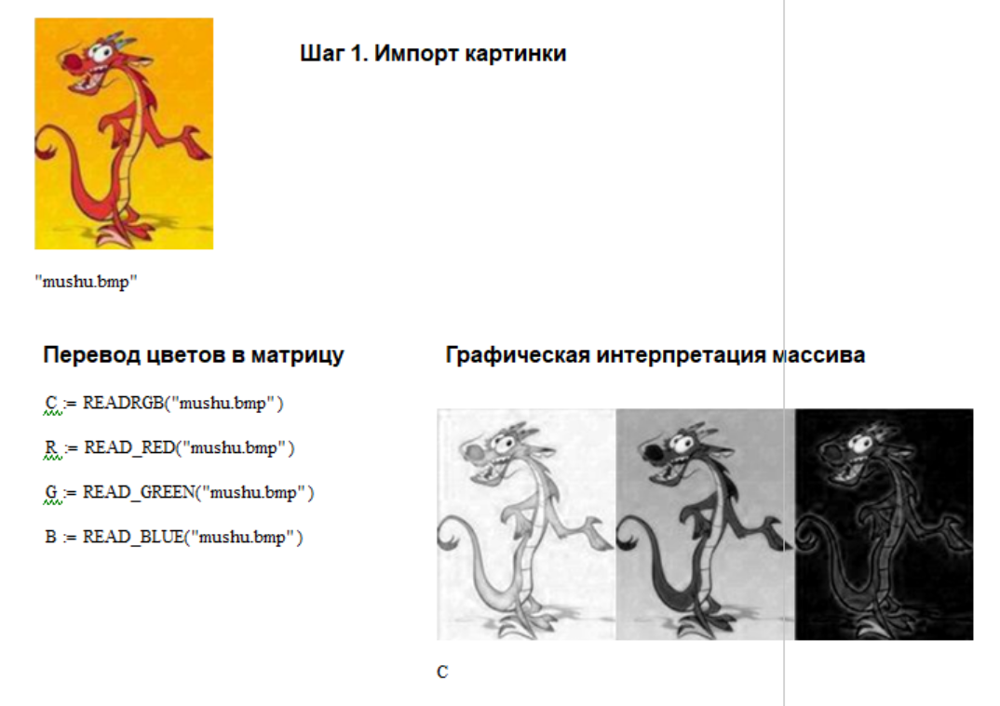 Шаг 1. Импорт картинки
"mushu.bmp"
Перевод цветов в матрицу
Графическая интерпретация массива
C := READRGB("mushu.bmp")
R := READ_RED("mushu.bmp")
G := READ_GREEN("mushu.bmp")
B := READ_BLUE("mushu.bmp")
C